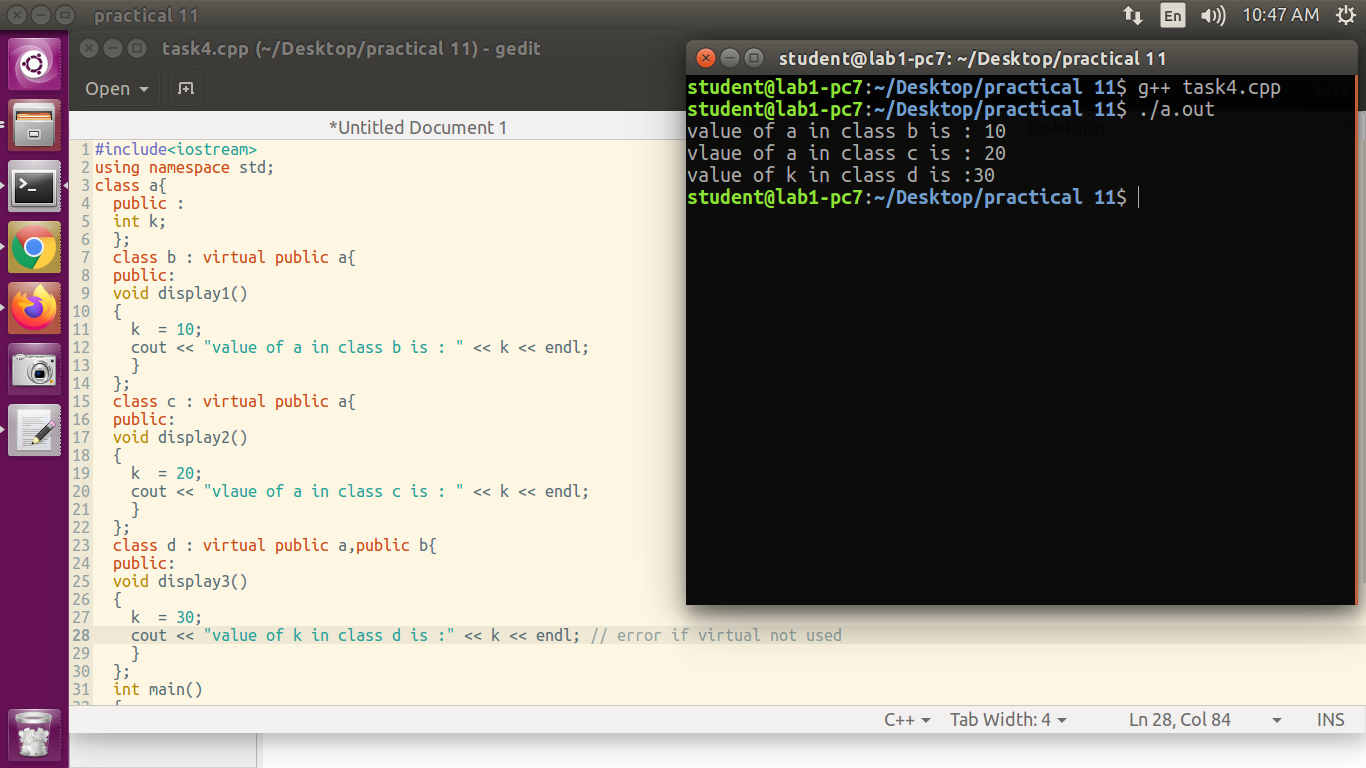 practical 11
En
10:47 AM
task4.cpp (~/Desktop/practical 11) - gedit
Open
Save
*Untitled Document 1
task4.cpp
1 #include<iostream>
2 using namespace std;
3 class a{
4 public :
5 int k;
6 };
7 class b : virtual public a{
8 public:
9 void display1()
10 {
11 k  = 10;
12 cout << "value of a in class b is : " << k << endl;
13 }
14 };
15 class c : virtual public a{
16 public:
17 void display2()
18 {
19 k  = 20;
20 cout << "vlaue of a in class c is : " << k << endl;
21 }
22 };
23 class d : virtual public a,public b{
24 public:
25 void display3()
26 {
27 k  = 30;
28 cout << "value of k in class d is :" << k << endl; // error if virtual not used
29 }
30 };
31 int main()
32 {
C++
Tab Width: 4
Ln 28, Col 84
INS
student@lab1-pc7: ~/Desktop/practical 11
student@lab1-pc7:~/Desktop/practical 11$ g++ task4.cpp
student@lab1-pc7:~/Desktop/practical 11$ ./a.out
value of a in class b is : 10
vlaue of a in class c is : 20
value of k in class d is :30
student@lab1-pc7:~/Desktop/practical 11$